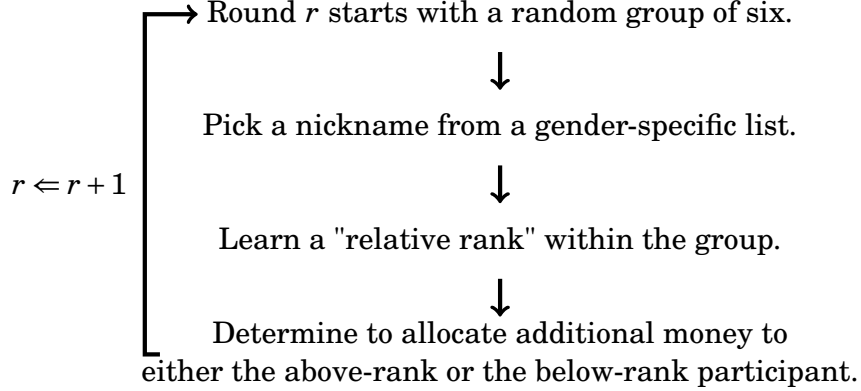 Round r starts with a random group of six.
Pick a nickname from a gender-specific list.
r ⇐ r + 1
Learn a "relative rank" within the group.
Determine to allocate additional money to
either the above-rank or the below-rank participant.